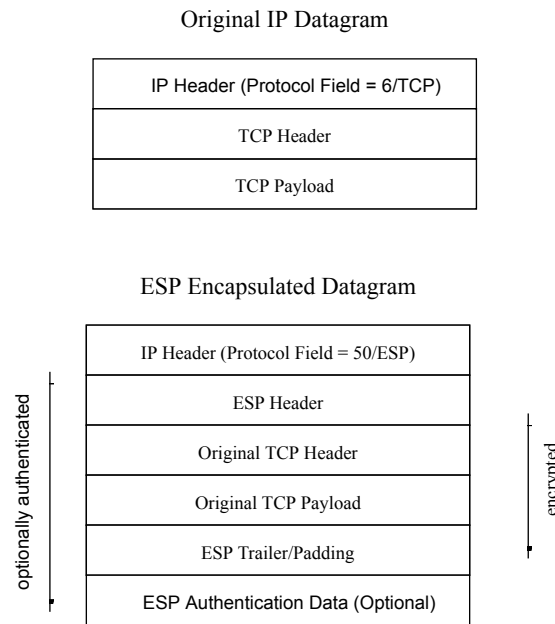 Original IP Datagram
IP Header (Protocol Field = 6/TCP)
TCP Header
TCP Payload
ESP Encapsulated Datagram
IP Header (Protocol Field = 50/ESP)
ESP Header
Original TCP Header
Original TCP Payload
ESP Trailer/Padding
ESP Authentication Data (Optional)
optionally authenticated
encrypted